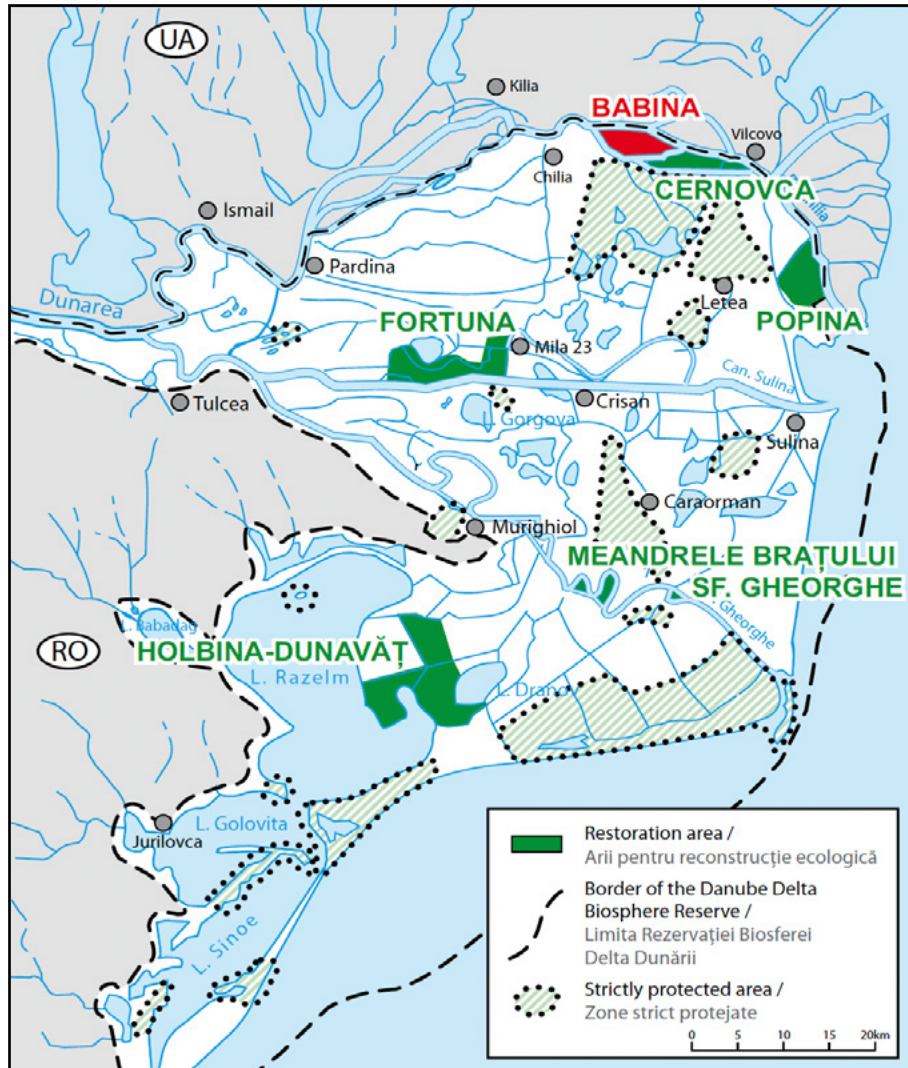 UA
Kilia
BABINA
Vilcovo
Chilia
CERNOVCA
Ismail
Pardina
Letea
Dunarea
FORTUNA
POPINA
Mila 23
Can. Sulina
Tulcea
Crisan
L. Gorgova
Sulina
Caraorman
Murighiol
MEANDRELE BRAȚULUI
SF. GHEORGHE
Gheorghe
L. Babadag
RO
HOLBINA-DUNAVĂȚ
L. Razelm
L. Dranov
L. Golovita
Jurilovca
L. Sinoe
Restoration area /
Arii pentru reconstrucție ecologică
Border of the Danube Delta
Biosphere Reserve /
Limita Rezervației Biosferei
Delta Dunării
Strictly protected area /
Zone strict protejate
0 5 10 15 20km